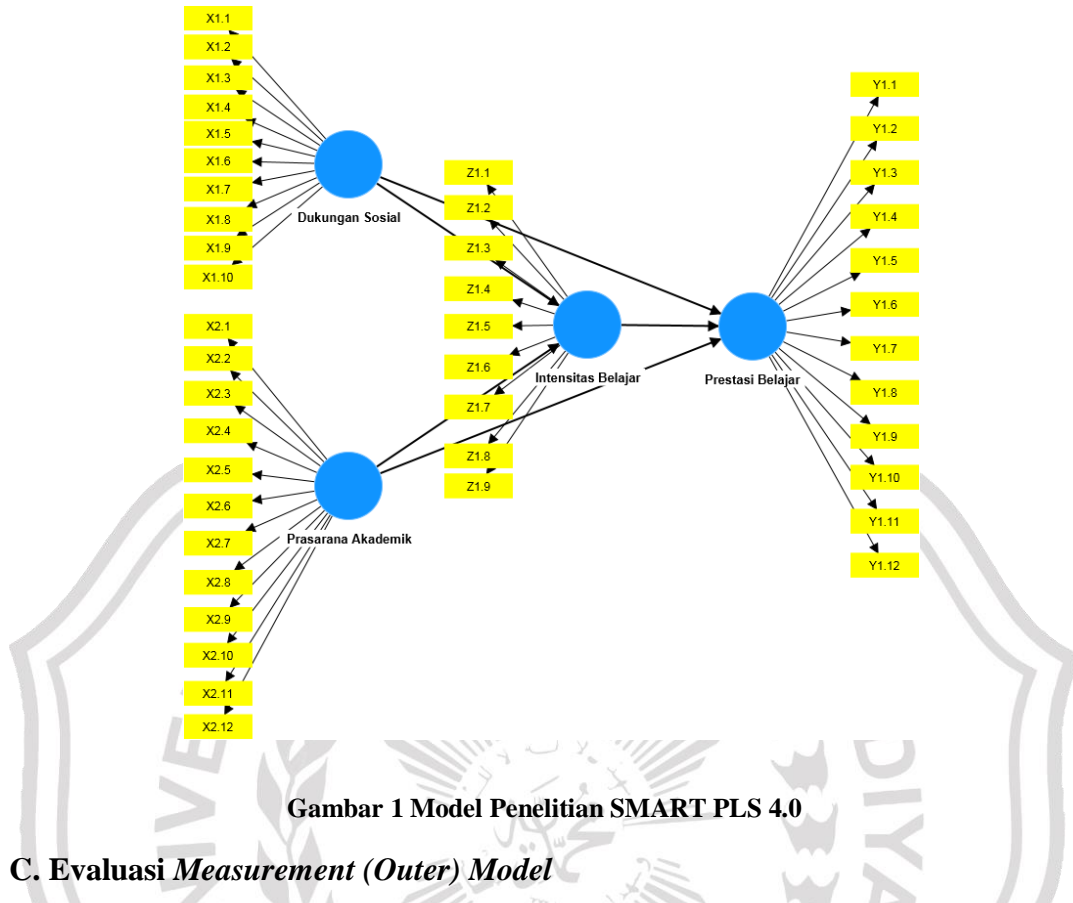 X1.1
X1.2
X1.3
X1.4
X1.5
X1.6
X1.7
X1.8
X1.9
X1.10
Dukungan Sosial
X2.1
X2.2
X2.3
X2.4
X2.5
X2.6
X2.7
X2.8
X2.9
X2.10
X2.11
X2.12
Prasarana Akademik
Z1.1
Z1.2
Z1.3
Z1.4
Z1.5
Z1.6
Z1.7
Z1.8
Z1.9
Intensitas Belajar
Prestasi Belajar
Y1.1
Y1.2
Y1.3
Y1.4
Y1.5
Y1.6
Y1.7
Y1.8
Y1.9
Y1.10
Y1.11
Y1.12
Gambar 1 Model Penelitian SMART PLS 4.0
C. Evaluasi Measurement (Outer) Model